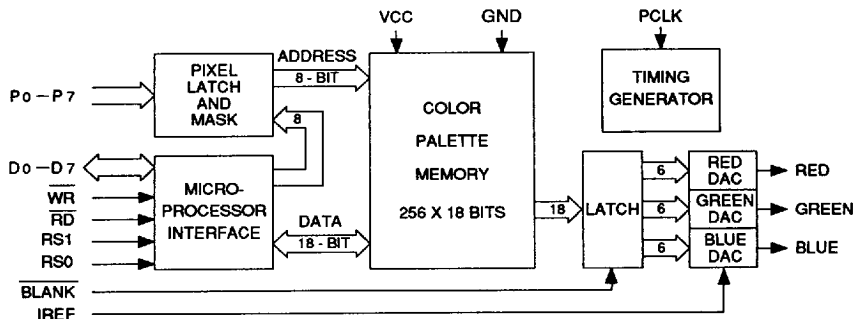 VCC
GND
PCLK
P0-P7
PIXEL
LATCH
AND
MASK
ADDRESS
8 - BIT
8
COLOR
PALETTE
MEMORY
256 X 18 BITS
TIMING
GENERATOR
D0-D7
WR
RD
RS1
RS0
MICRO-
PROCESSOR
INTERFACE
DATA
18 - BIT
18
LATCH
6
6
6
RED
DAC
GREEN
DAC
BLUE
DAC
RED
GREEN
BLUE
BLANK
IREF